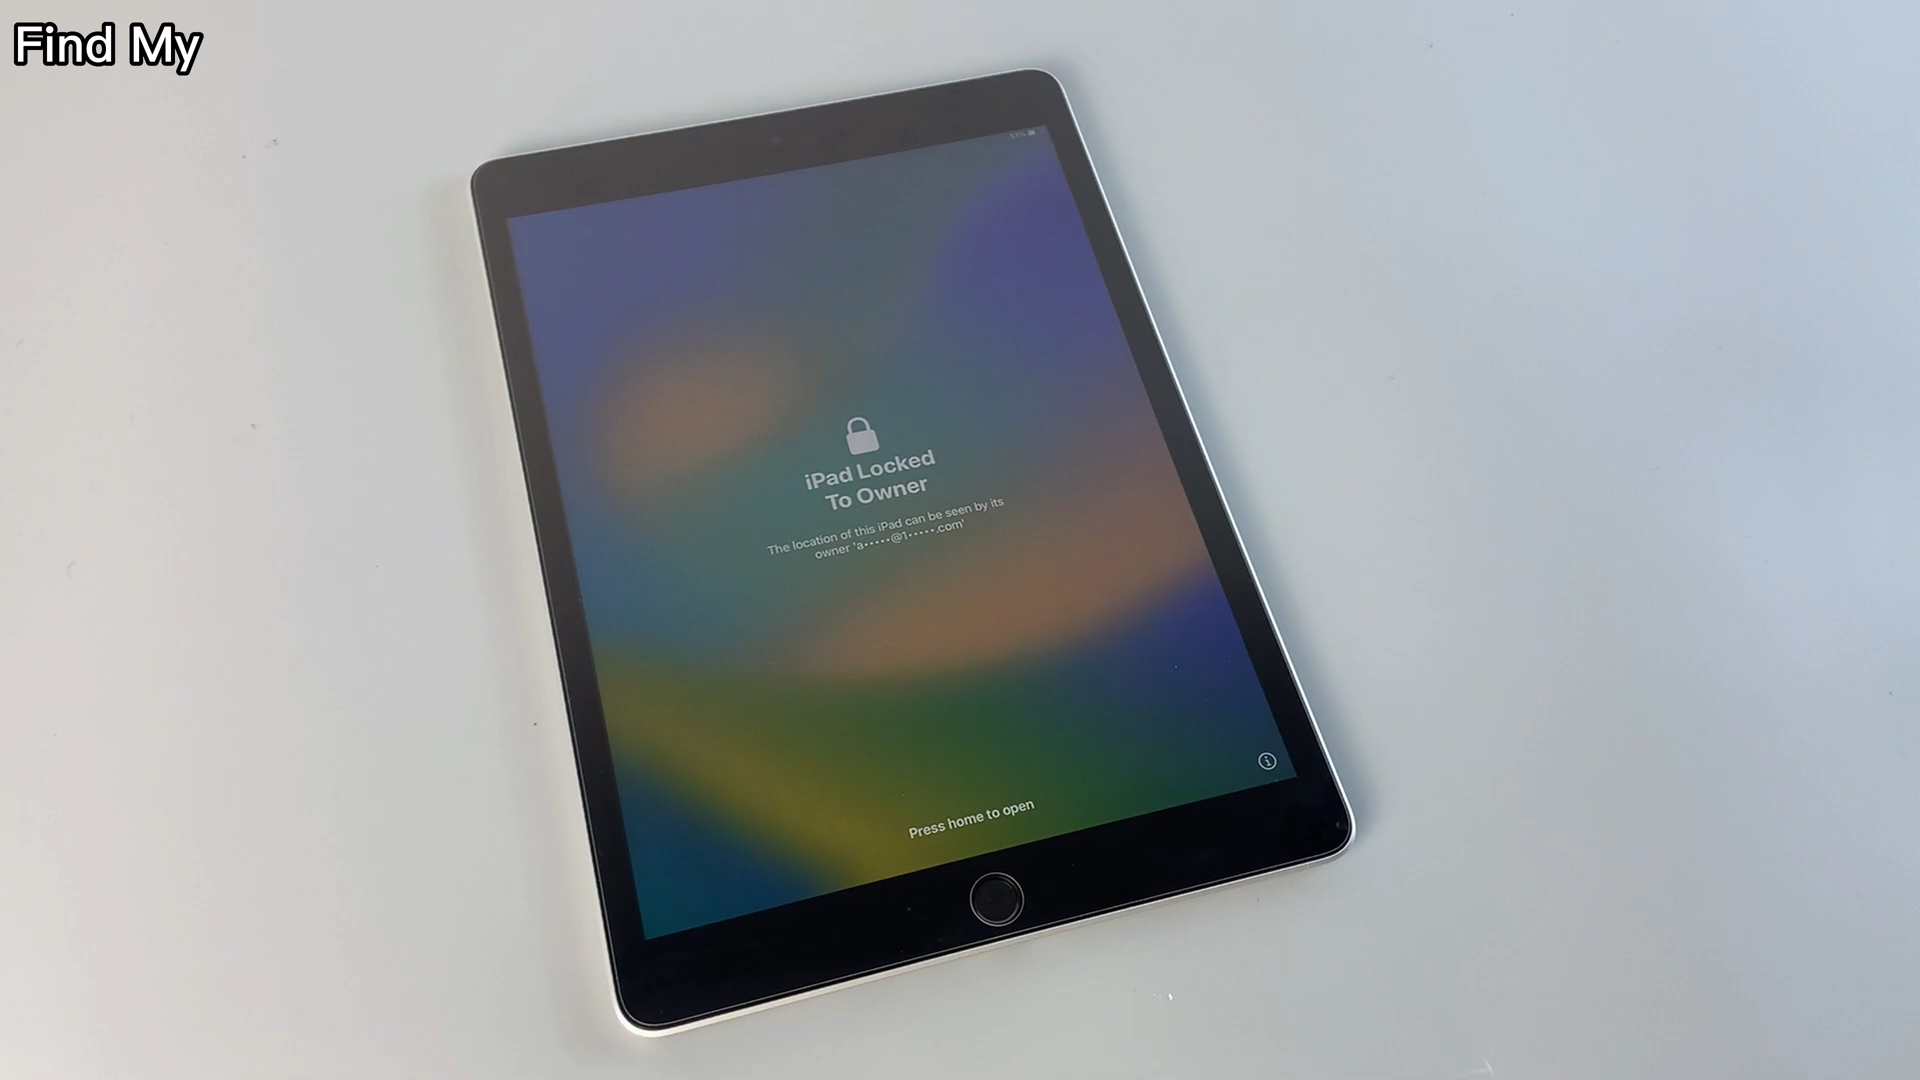 Find My
51%
iPad Locked
To Owner
The location of this iPad can be seen by its
owner 'a•••••@1•••••.com'
Press home to open